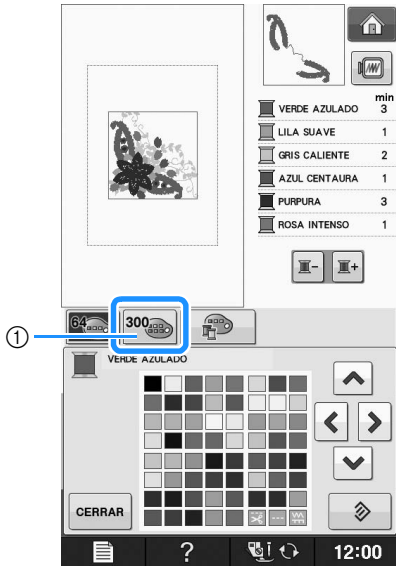 min
VERDE AZULADO 3
LILA SUAVE 1
GRIS CALIENTE 2
AZUL CENTAURA 1
PURPURA 3
ROSA INTENSO 1
- +
64 300
①
VERDE AZULADO
CERRAR
? 12:00